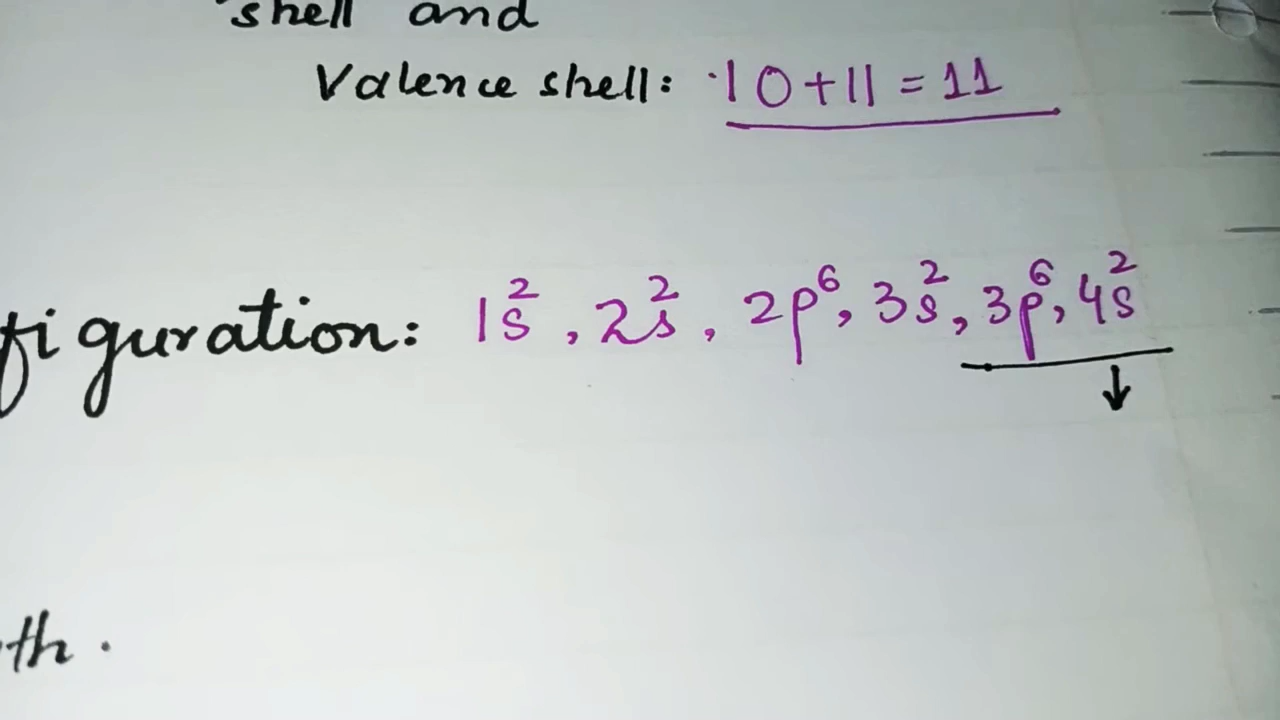 shell and
Valence shell: 10+11 = 11
figuration: 1s², 2s², 2p⁶, 3s², 3p⁶, 4s²
th.